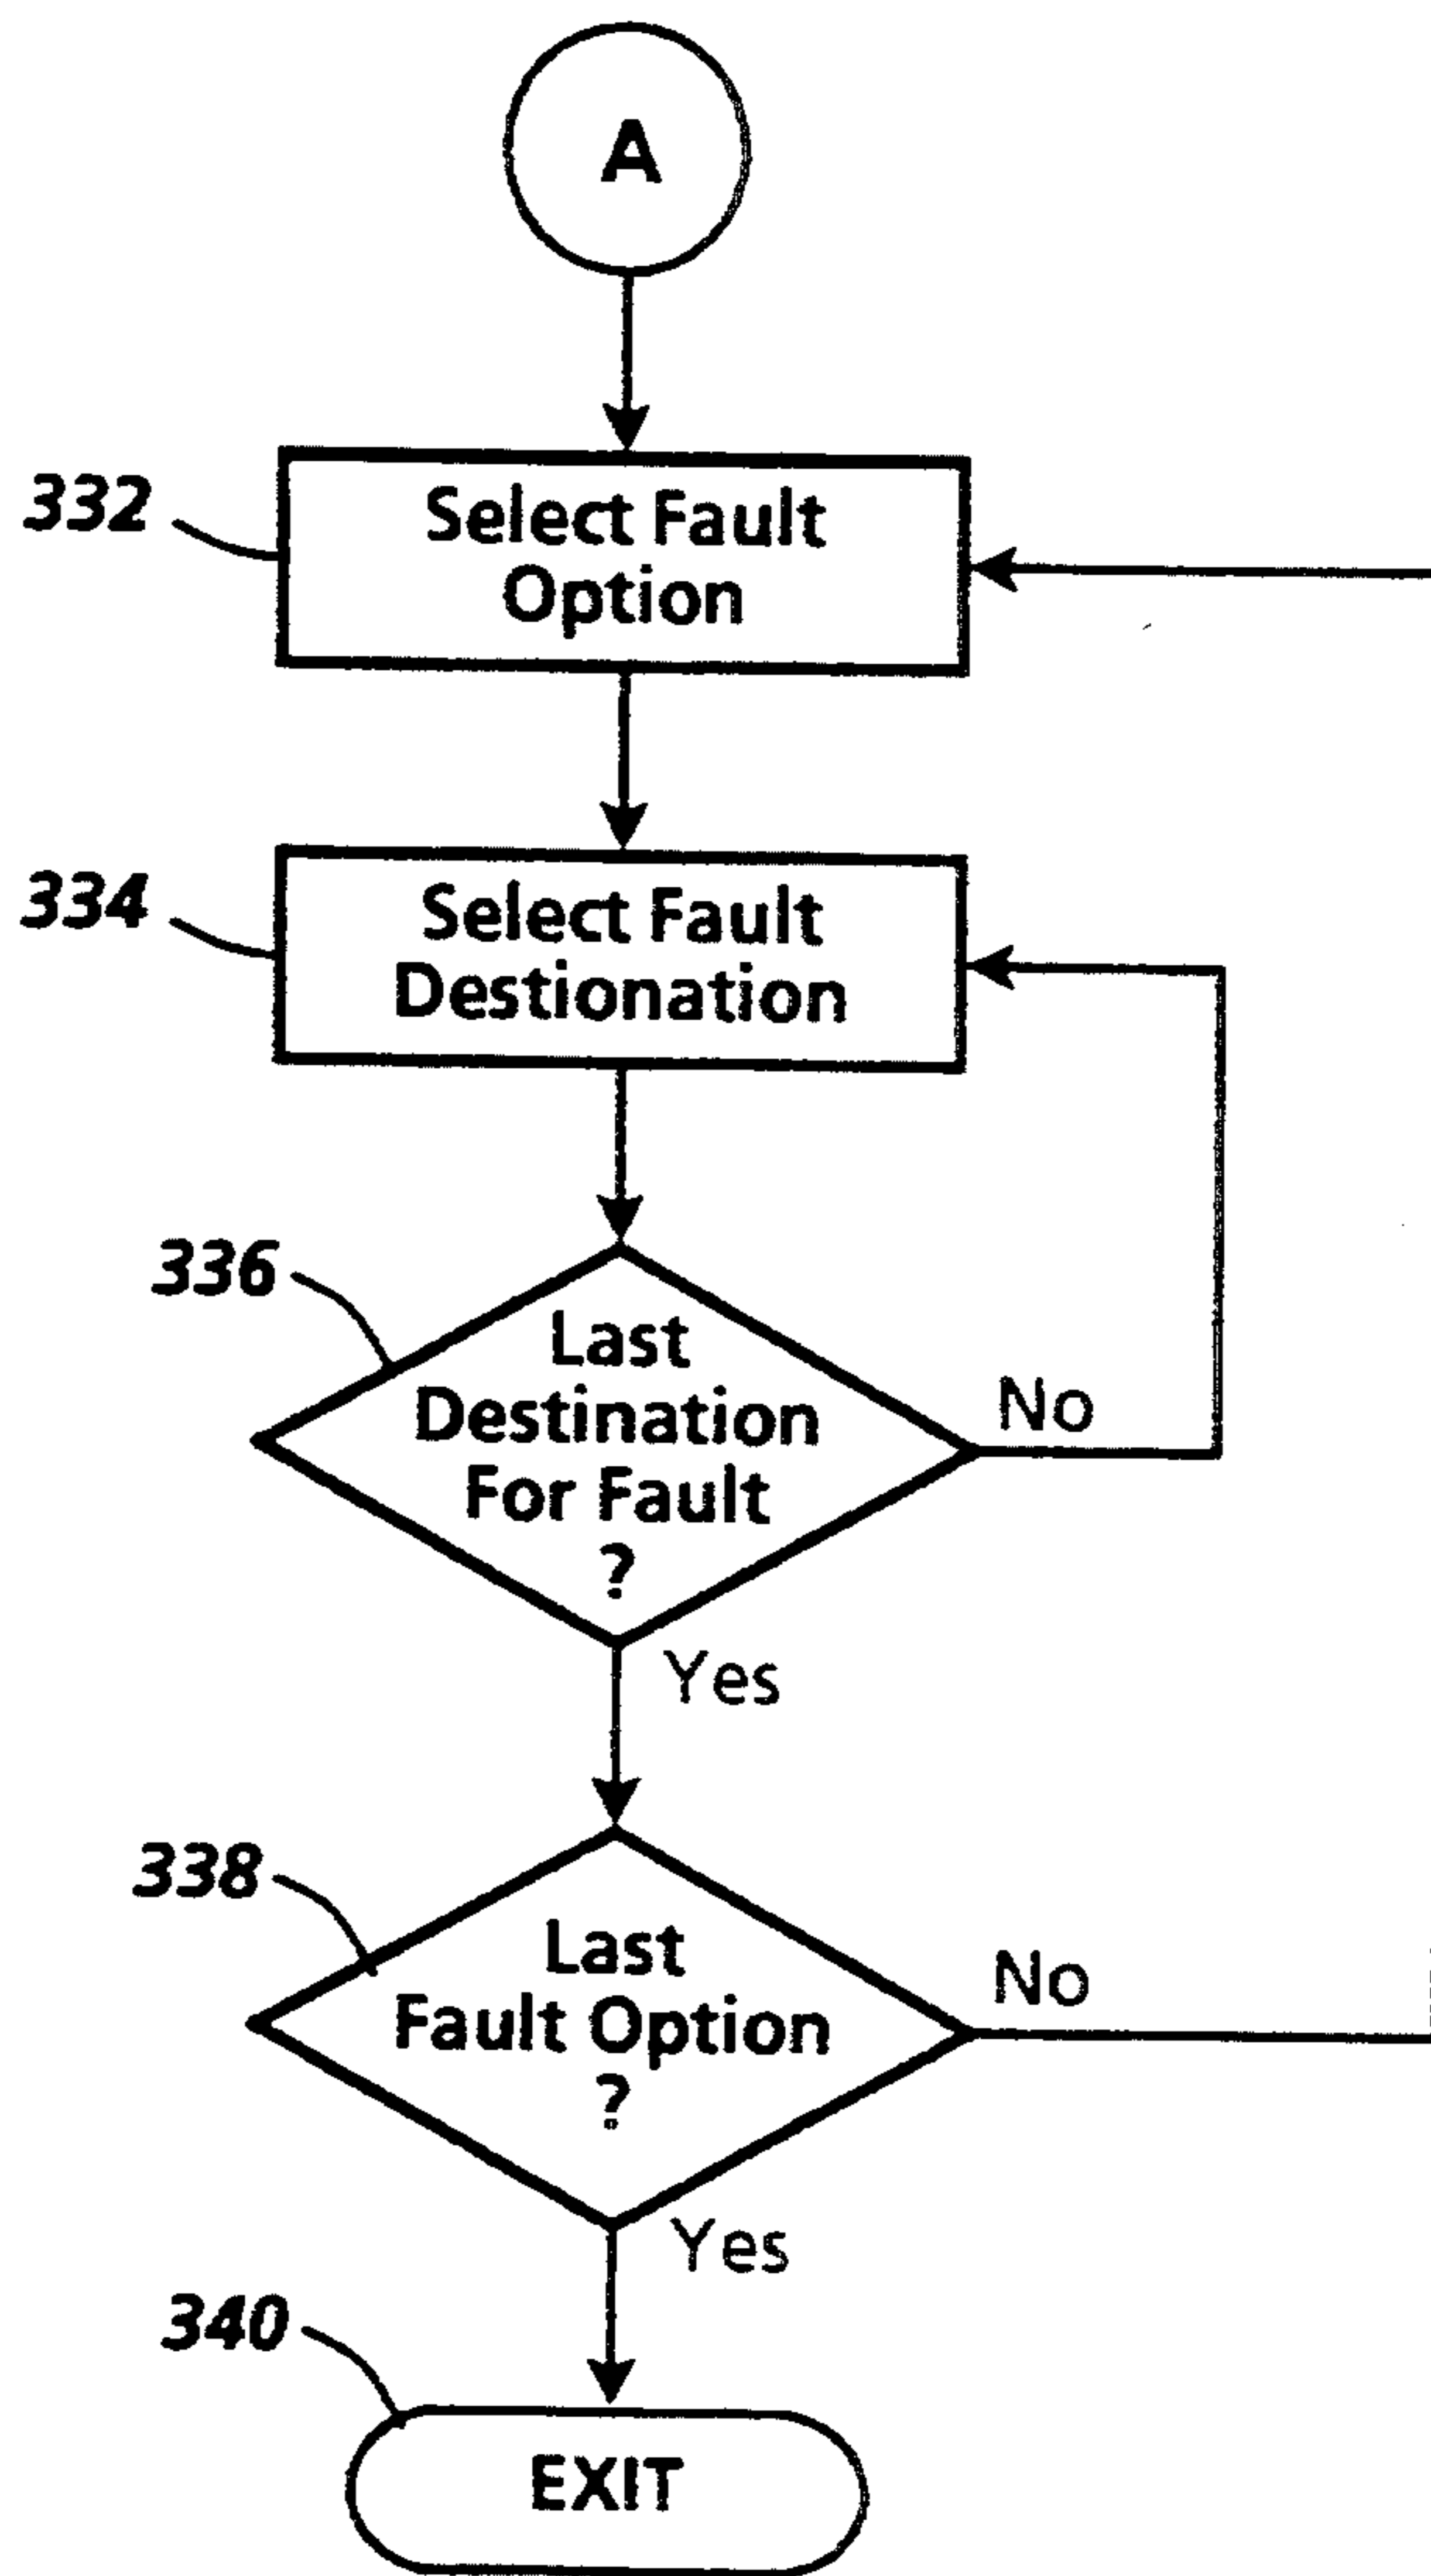 A
332
Select Fault
Option
334
Select Fault
Destionation
336
Last
Destination
For Fault
?
No
Yes
338
Last
Fault Option
?
No
Yes
340
EXIT